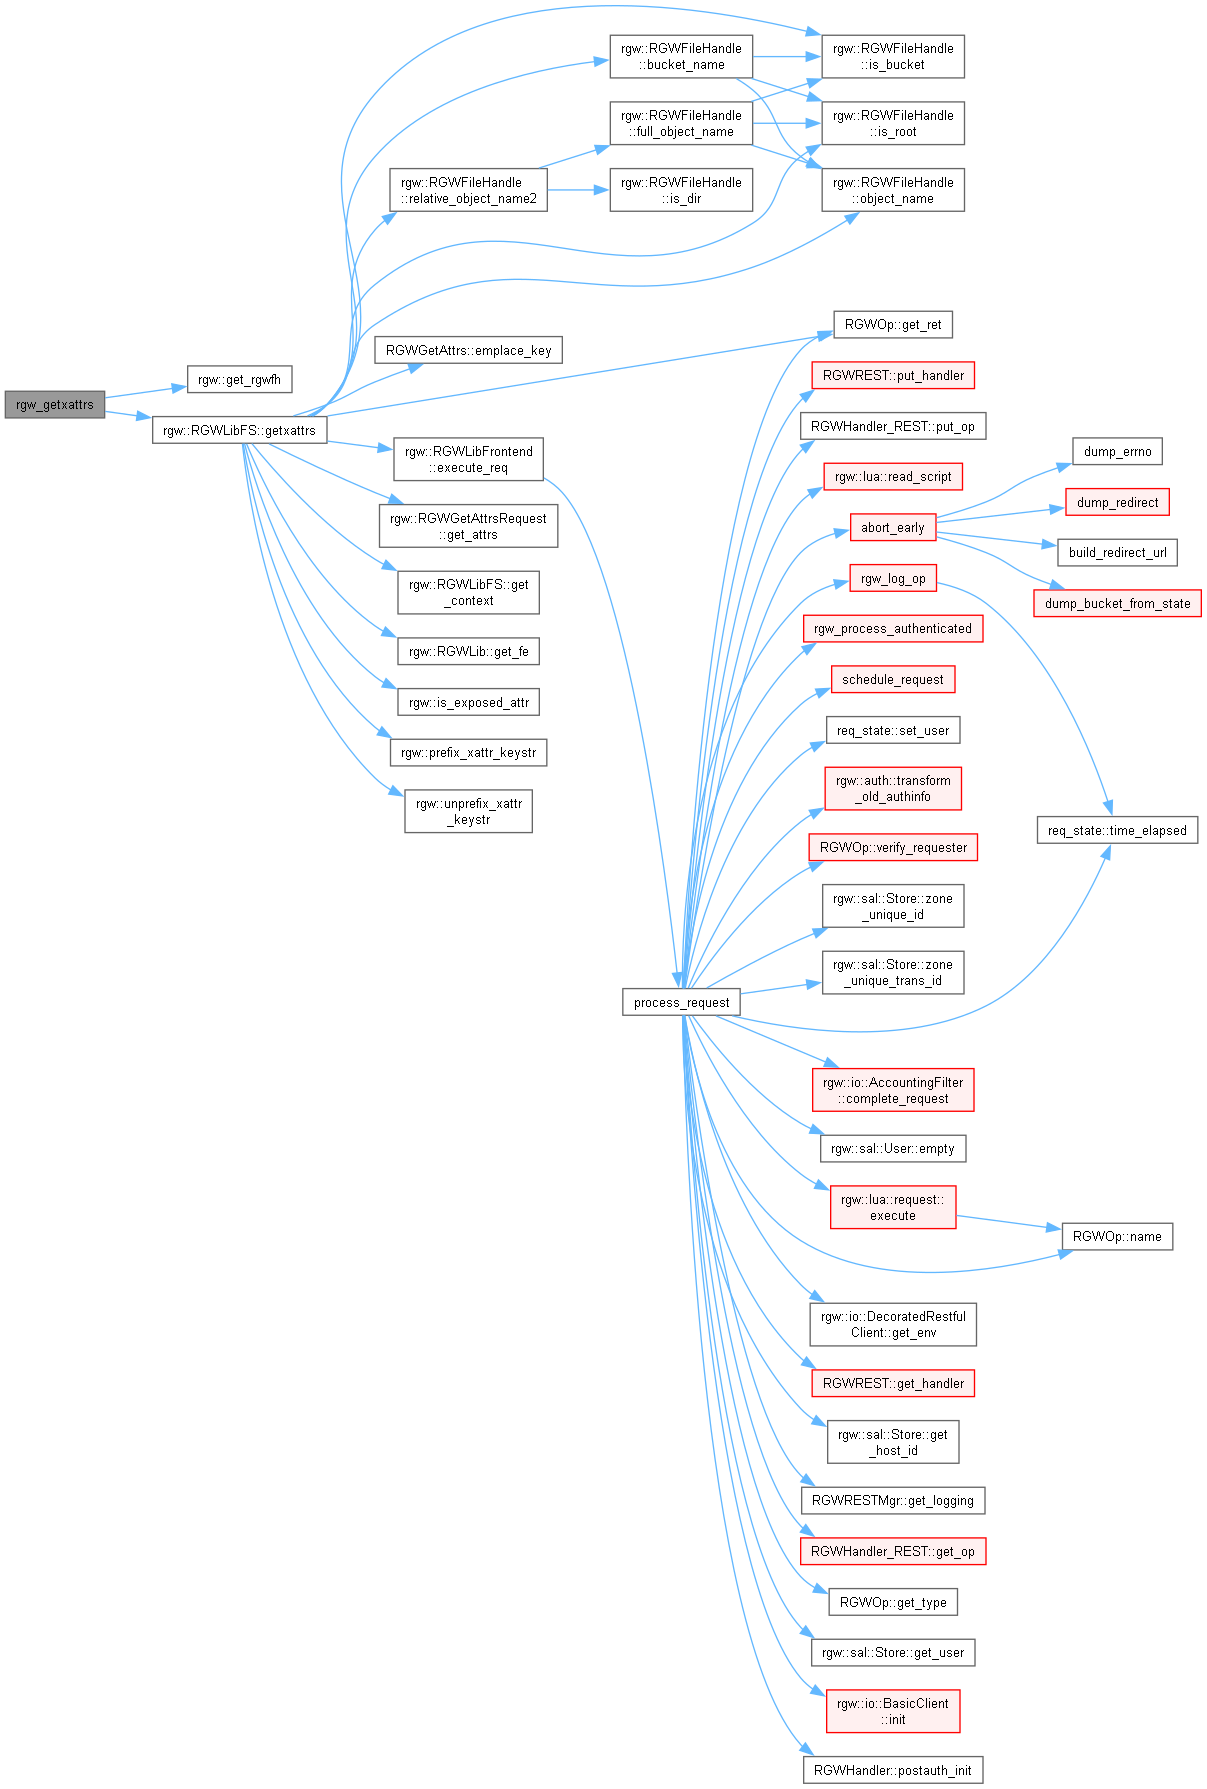 rgw_getxattrs
rgw::get_rgwfh
rgw::RGWLibFS::getxattrs
rgw::RGWFileHandle
::relative_object_name2
RGWGetAttrs::emplace_key
rgw::RGWLibFrontend
::execute_req
rgw::RGWGetAttrsRequest
::get_attrs
rgw::RGWLibFS::get
_context
rgw::RGWLib::get_fe
rgw::is_exposed_attr
rgw::prefix_xattr_keystr
rgw::unprefix_xattr
_keystr
rgw::RGWFileHandle
::bucket_name
rgw::RGWFileHandle
::full_object_name
rgw::RGWFileHandle
::is_dir
process_request
rgw::RGWFileHandle
::is_bucket
rgw::RGWFileHandle
::is_root
rgw::RGWFileHandle
::object_name
RGWOp::get_ret
RGWREST::put_handler
RGWHandler_REST::put_op
rgw::lua::read_script
abort_early
rgw_log_op
rgw_process_authenticated
schedule_request
req_state::set_user
rgw::auth::transform
_old_authinfo
RGWOp::verify_requester
rgw::sal::Store::zone
_unique_id
rgw::sal::Store::zone
_unique_trans_id
rgw::io::AccountingFilter
::complete_request
rgw::sal::User::empty
rgw::lua::request::
execute
rgw::io::DecoratedRestful
Client::get_env
RGWREST::get_handler
rgw::sal::Store::get
_host_id
RGWRESTMgr::get_logging
RGWHandler_REST::get_op
RGWOp::get_type
rgw::sal::Store::get_user
rgw::io::BasicClient
::init
RGWHandler::postauth_init
dump_errno
dump_redirect
build_redirect_url
dump_bucket_from_state
req_state::time_elapsed
RGWOp::name